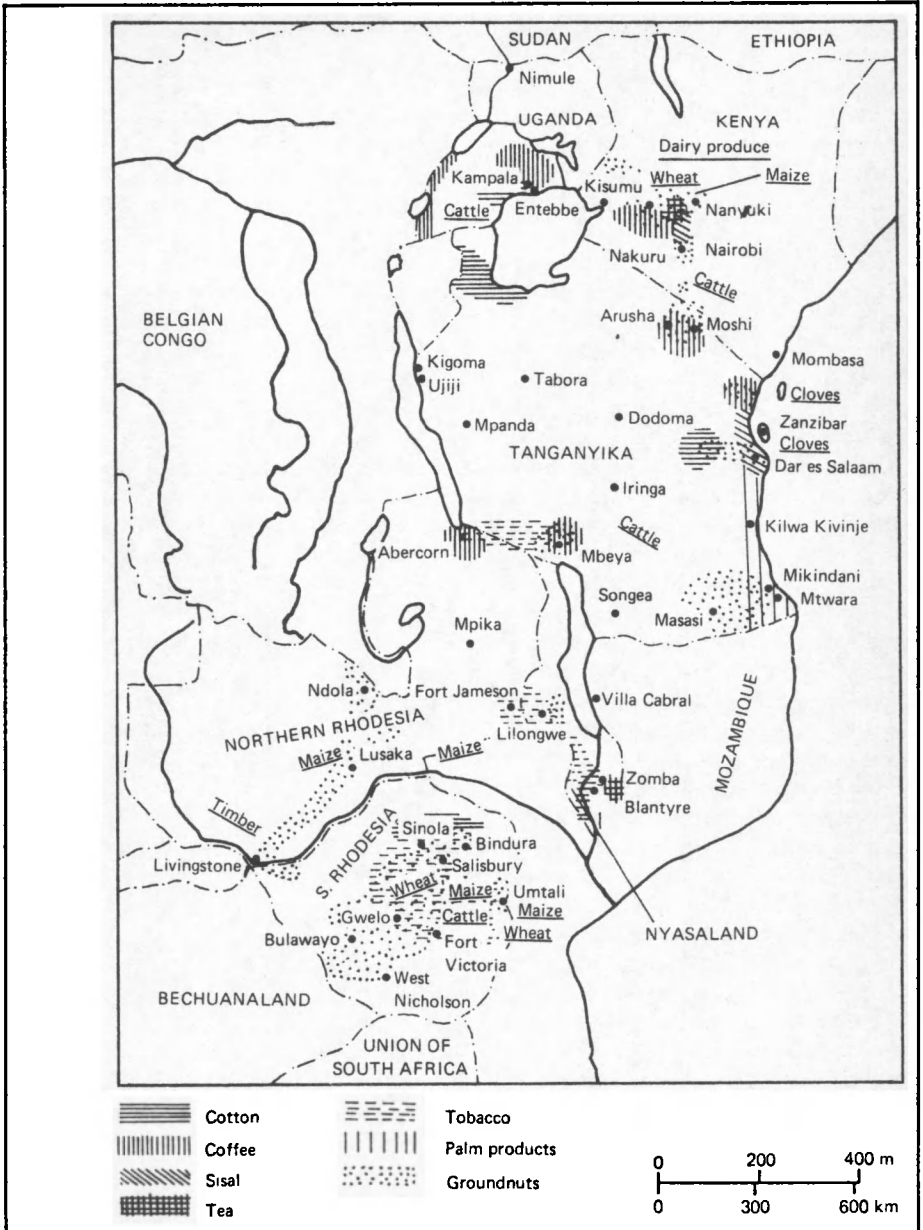 SUDAN
ETHIOPIA
Nimule
UGANDA
KENYA
Dairy produce
Kampala
Kisumu
Wheat
Maize
Cattle
Entebbe
Nanyuki
Nakuru
Nairobi
Cattle
BELGIAN
CONGO
Arusha
Moshi
Mombasa
Kigoma
Ujiji
Tabora
Cloves
Mpanda
Dodoma
Zanzibar
Cloves
TANGANYIKA
Dar es Salaam
Iringa
Cattle
Kilwa Kivinje
Abercorn
Mbeya
Mikindani
Songea
Mtwara
Masasi
Mpika
Ndola
Fort Jameson
Villa Cabral
NORTHERN RHODESIA
Lilongwe
MOZAMBIQUE
Maize
Maize
Lusaka
Zomba
Timber
Blantyre
Sinola
Bindura
Livingstone
S. RHODESIA
Salisbury
Wheat
Maize
Umtali
Maize
Gwelo
Cattle
Wheat
Bulawayo
Fort
Victoria
NYASALAND
West
Nicholson
BECHUANALAND
UNION OF
SOUTH AFRICA
Cotton
Tobacco
Coffee
Palm products
Sisal
Groundnuts
Tea
0 200 400 m
0 300 600 km